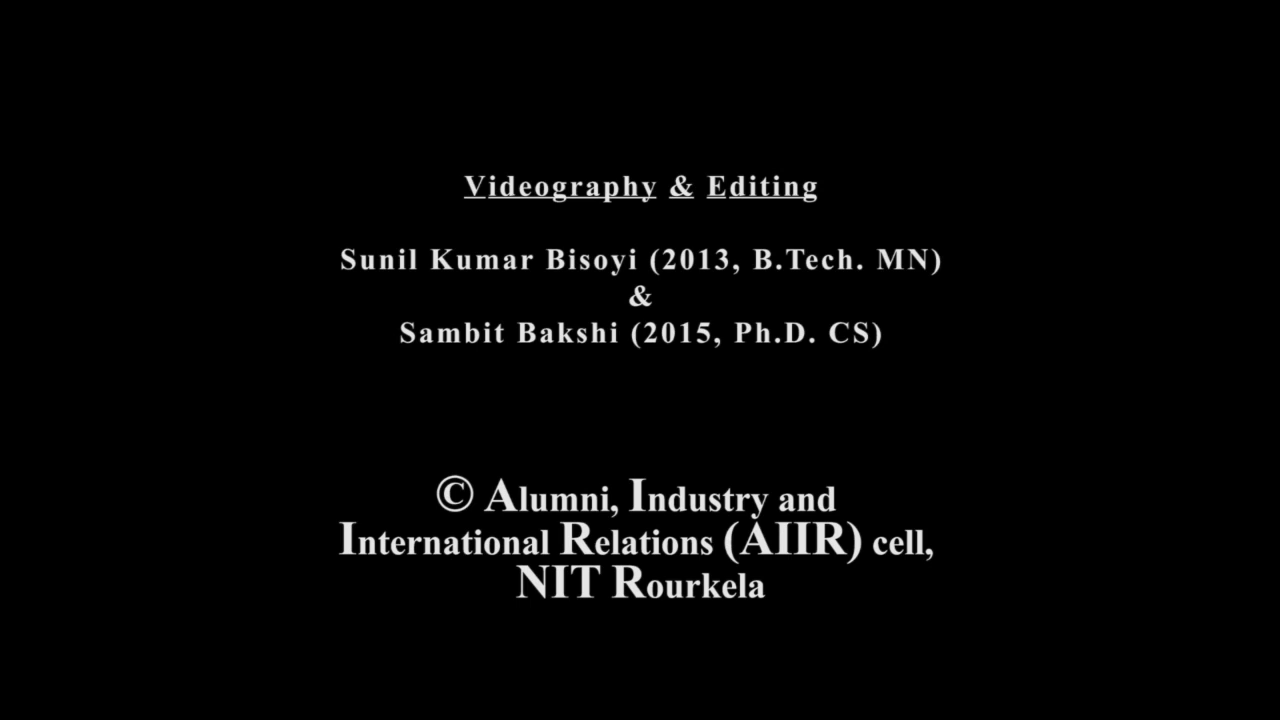 Videography & Editing
Sunil Kumar Bisoyi (2013, B.Tech. MN)
&
Sambit Bakshi (2015, Ph.D. CS)
© Alumni, Industry and
International Relations (AIIR) cell,
NIT Rourkela